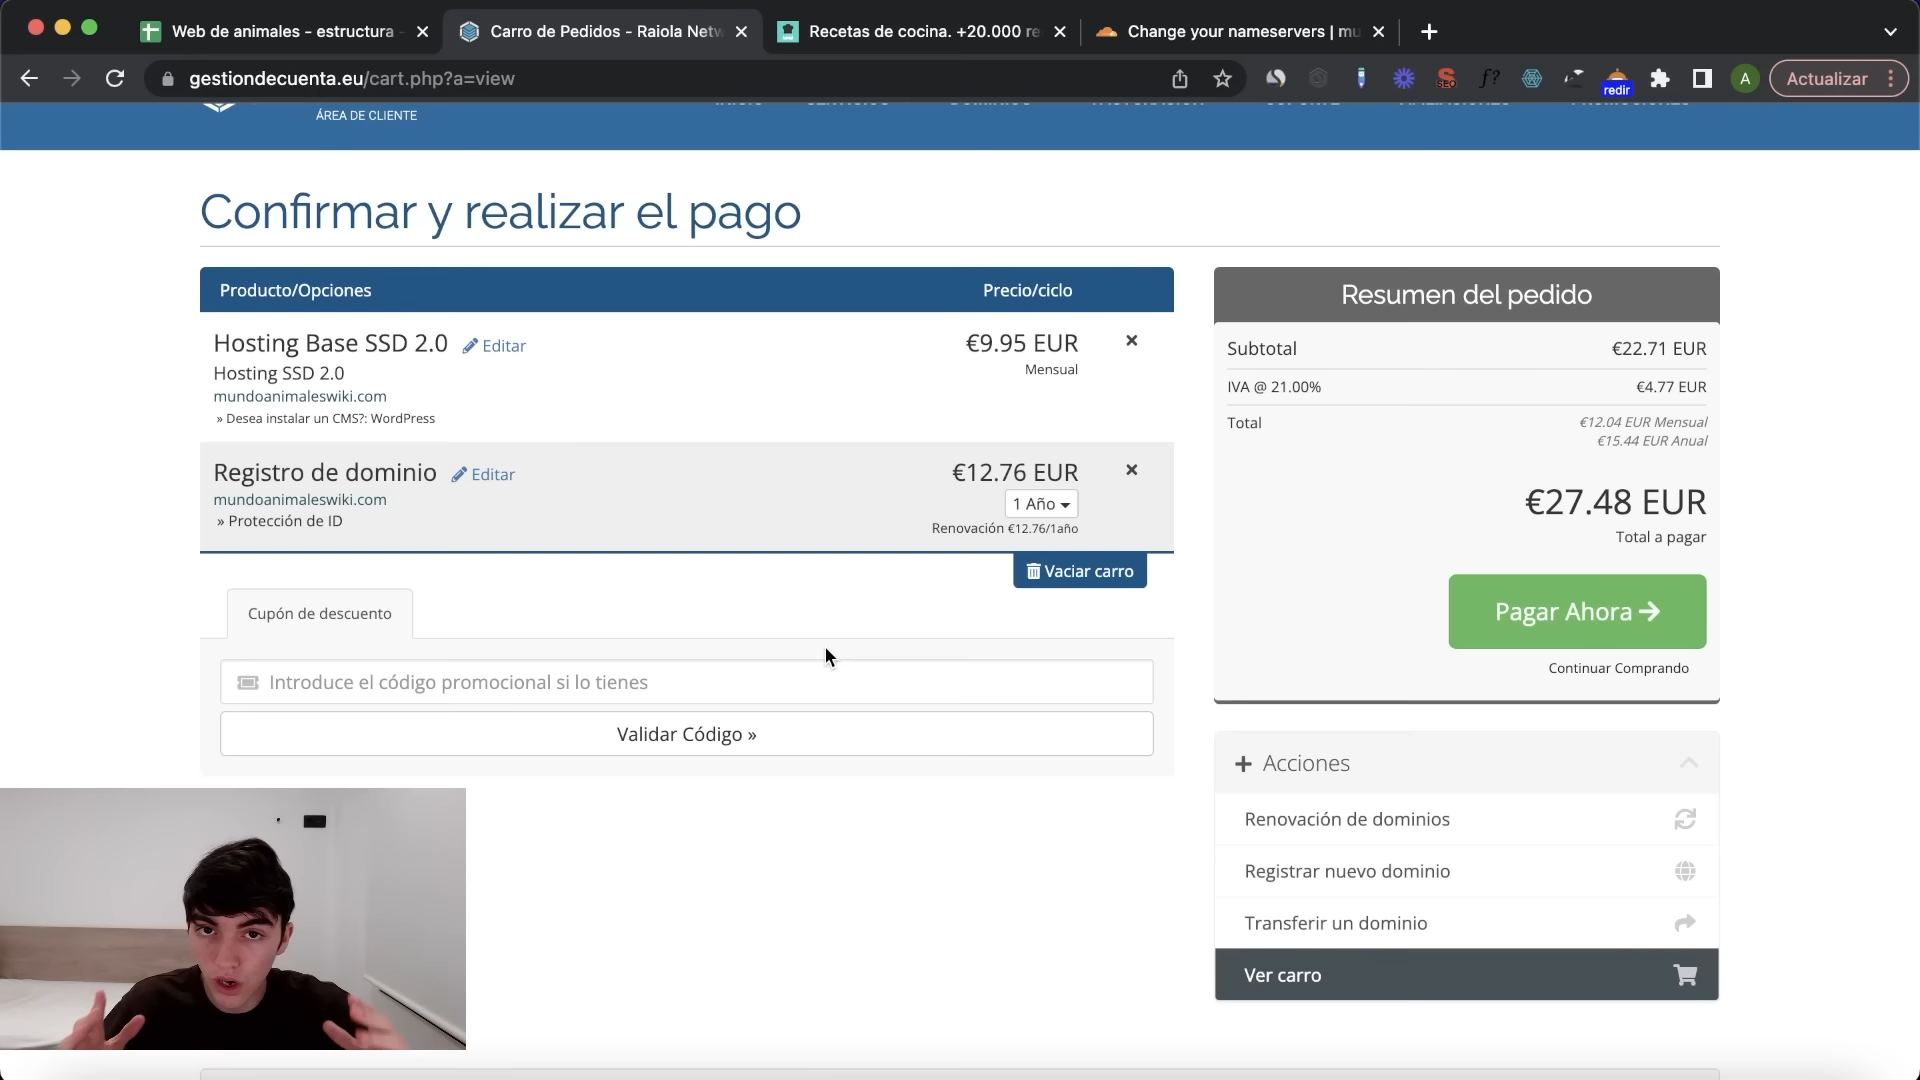 Web de animales - estructura
Carro de Pedidos - Raiola Netw
Recetas de cocina. +20.000 re
Change your nameservers | mu
gestiondecuenta.eu/cart.php?a=view
SEO
f?
redir
A
Actualizar
ÁREA DE CLIENTE
Confirmar y realizar el pago
Producto/Opciones
Precio/ciclo
Hosting Base SSD 2.0
Editar
€9.95 EUR
Hosting SSD 2.0
Mensual
mundoanimaleswiki.com
» Desea instalar un CMS?: WordPress
Registro de dominio
Editar
€12.76 EUR
mundoanimaleswiki.com
1 Año
» Protección de ID
Renovación €12.76/1año
Vaciar carro
Cupón de descuento
Introduce el código promocional si lo tienes
Validar Código »
Resumen del pedido
Subtotal €22.71 EUR
IVA @ 21.00% €4.77 EUR
Total €12.04 EUR Mensual
€15.44 EUR Anual
€27.48 EUR
Total a pagar
Pagar Ahora
Continuar Comprando
Acciones
Renovación de dominios
Registrar nuevo dominio
Transferir un dominio
Ver carro